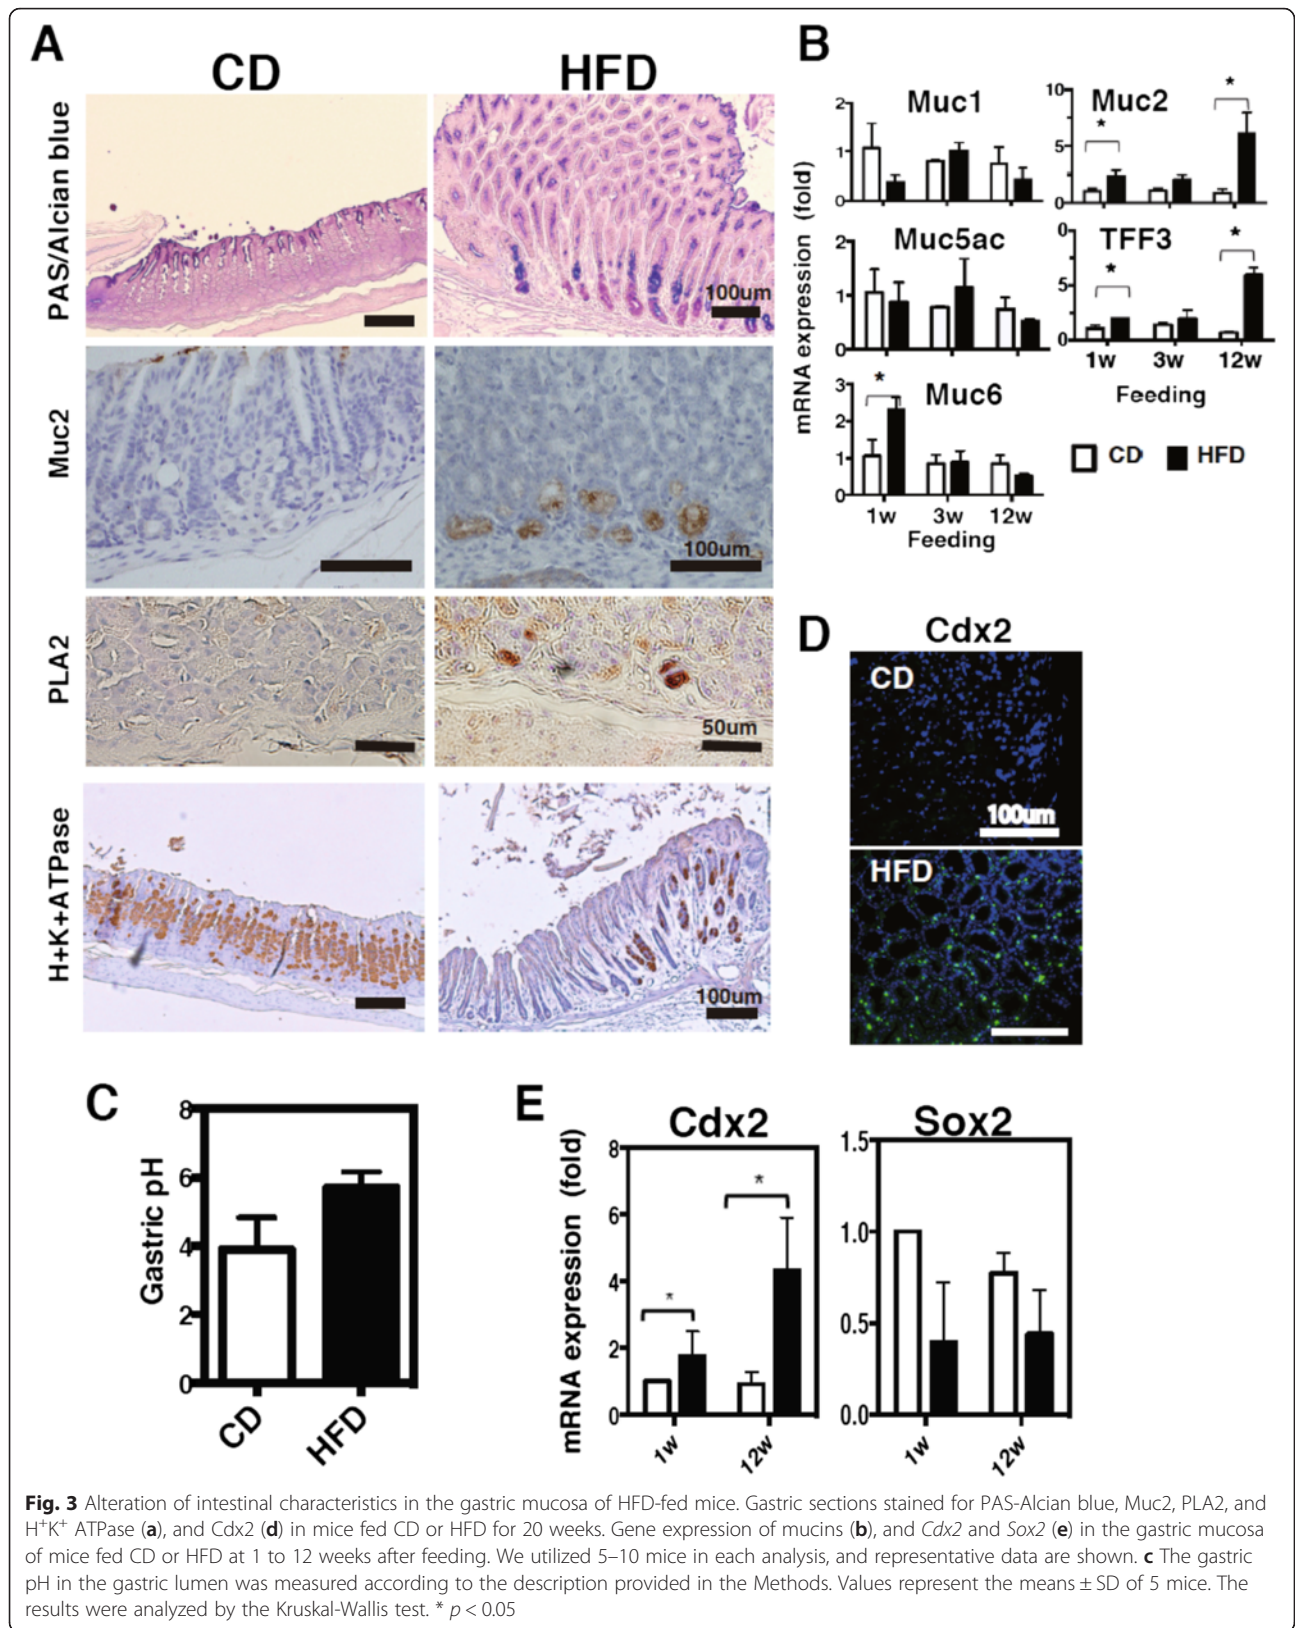 A
CD
HFD
PAS/Alcian blue
100um
Muc2
100um
PLA2
50um
H+K+ATPase
100um
B
mRNA expression (fold)
Muc1
2
1
0
Muc2
10
5
0
Muc5ac
2
1
0
TFF3
0
5
0
1w 3w 12w
Feeding
Muc6
3
2
1
0
1w 3w 12w
Feeding
CD HFD
* * * * *
D
Cdx2
CD
100um
HFD
C
Gastric pH
8
6
4
2
0
CD HFD
E
mRNA expression (fold)
Cdx2
8
6
4
2
0
* *
1w 12w
Sox2
1.5
1.0
0.5
0.0
1w 12w
Fig. 3 Alteration of intestinal characteristics in the gastric mucosa of HFD-fed mice. Gastric sections stained for PAS-Alcian blue, Muc2, PLA2, and
H+K+ ATPase (a), and Cdx2 (d) in mice fed CD or HFD for 20 weeks. Gene expression of mucins (b), and Cdx2 and Sox2 (e) in the gastric mucosa
of mice fed CD or HFD at 1 to 12 weeks after feeding. We utilized 5–10 mice in each analysis, and representative data are shown. c The gastric
pH in the gastric lumen was measured according to the description provided in the Methods. Values represent the means ± SD of 5 mice. The
results were analyzed by the Kruskal-Wallis test. * p < 0.05